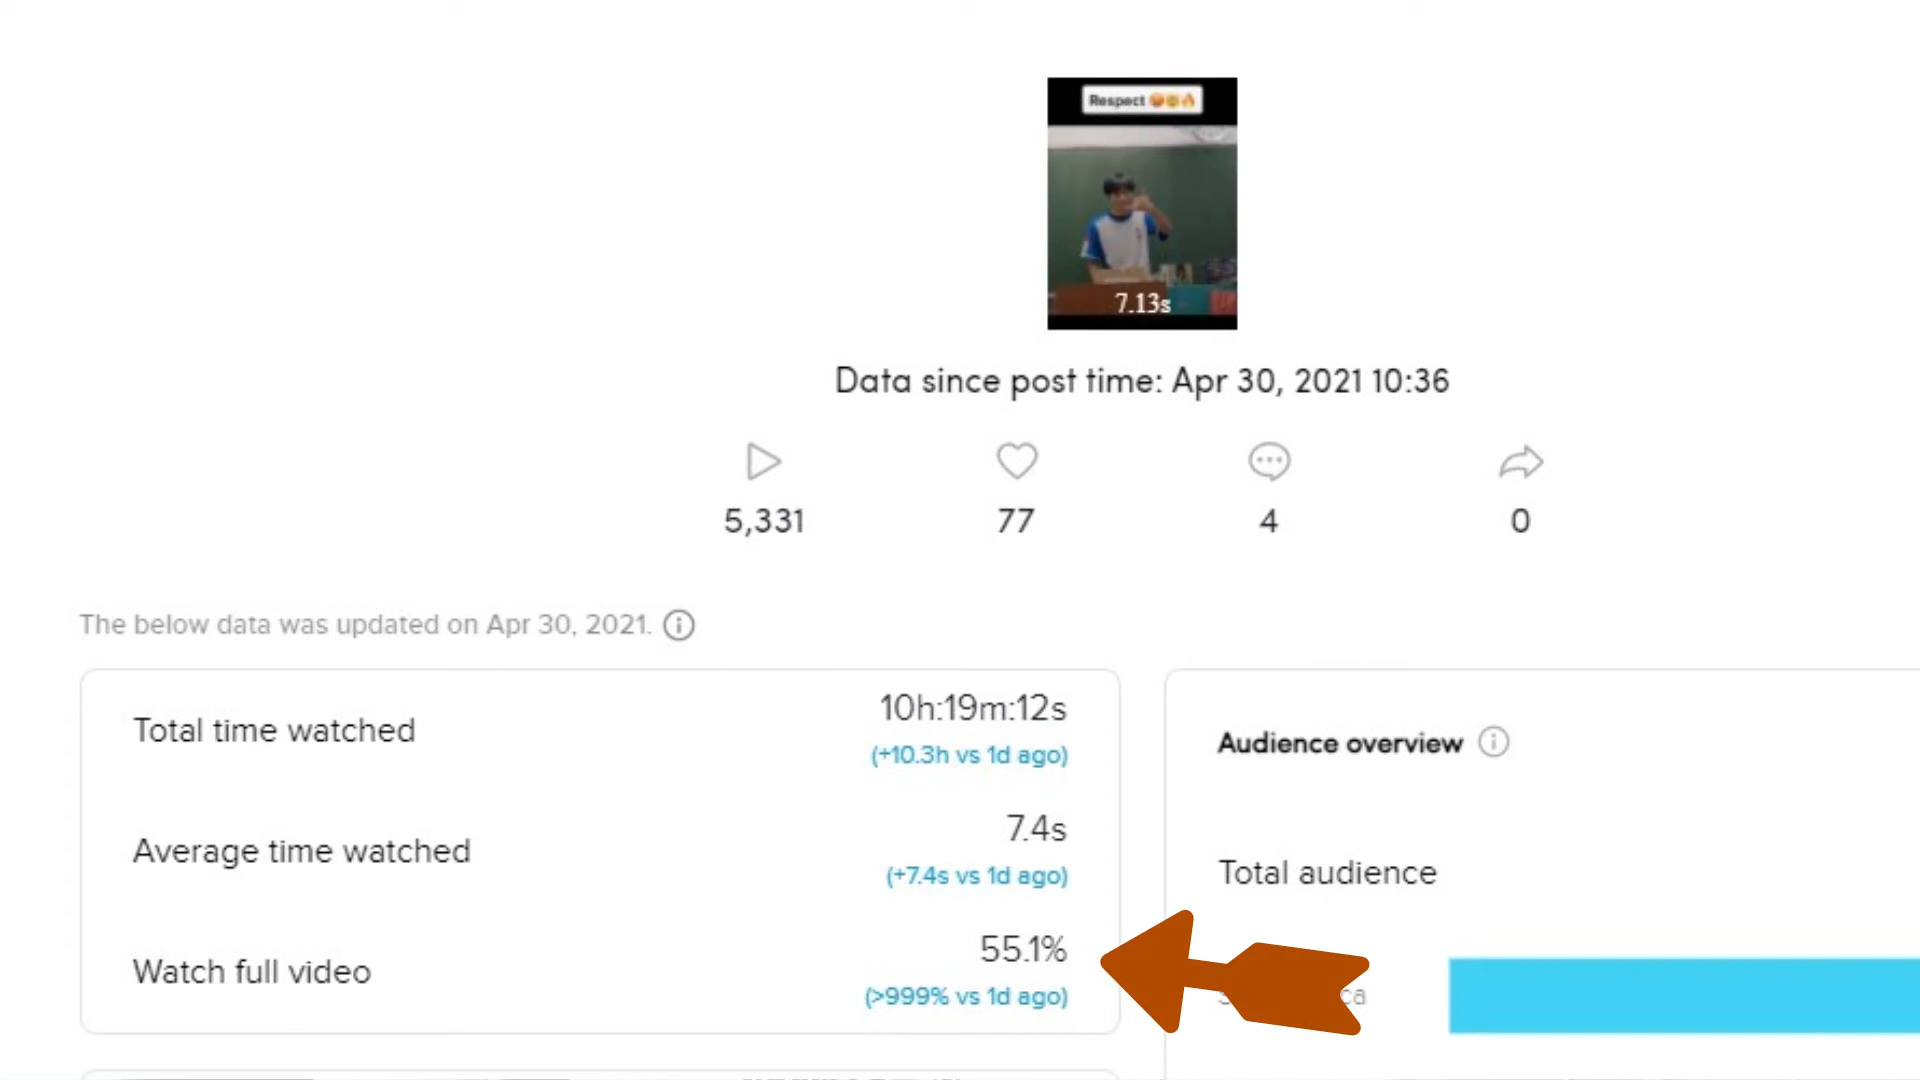 Respect 😡😇🔥
7.13s
Data since post time: Apr 30, 2021 10:36
5,331
77
4
0
The below data was updated on Apr 30, 2021.
Total time watched
10h:19m:12s
(+10.3h vs 1d ago)
Average time watched
7.4s
(+7.4s vs 1d ago)
Watch full video
55.1%
(>999% vs 1d ago)
Audience overview
Total audience